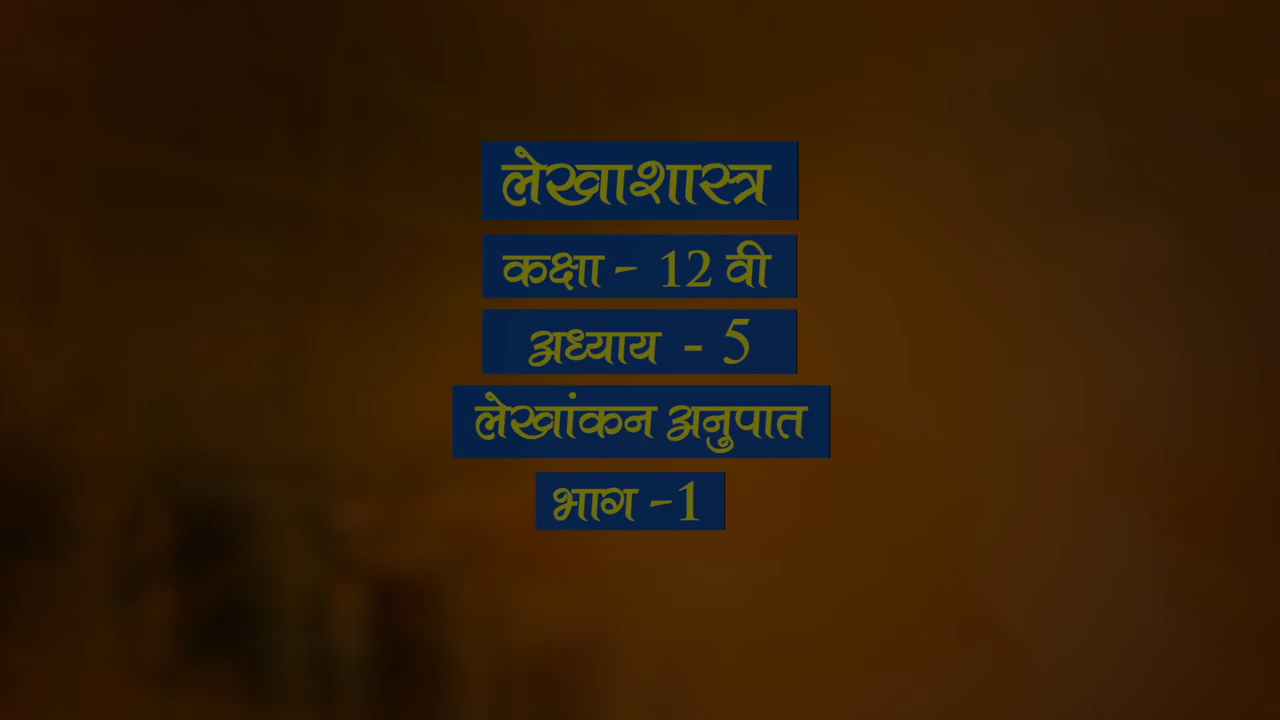 लेखाशास्त्र
कक्षा - 12 वी
अध्याय - 5
लेखांकन अनुपात
भाग -1